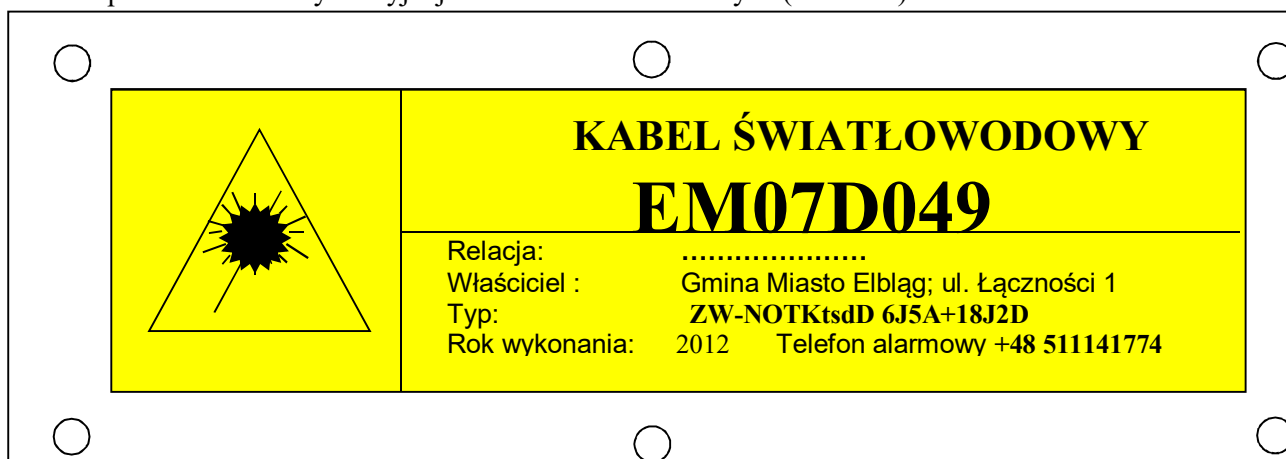 KABEL ŚWIATŁOWODOWY
EM07D049
Relacja: .....................
Właściciel : Gmina Miasto Elbląg; ul. Łączności 1
Typ: ZW-NOTKtsdD 6J5A+18J2D
Rok wykonania: 2012 Telefon alarmowy +48 511141774